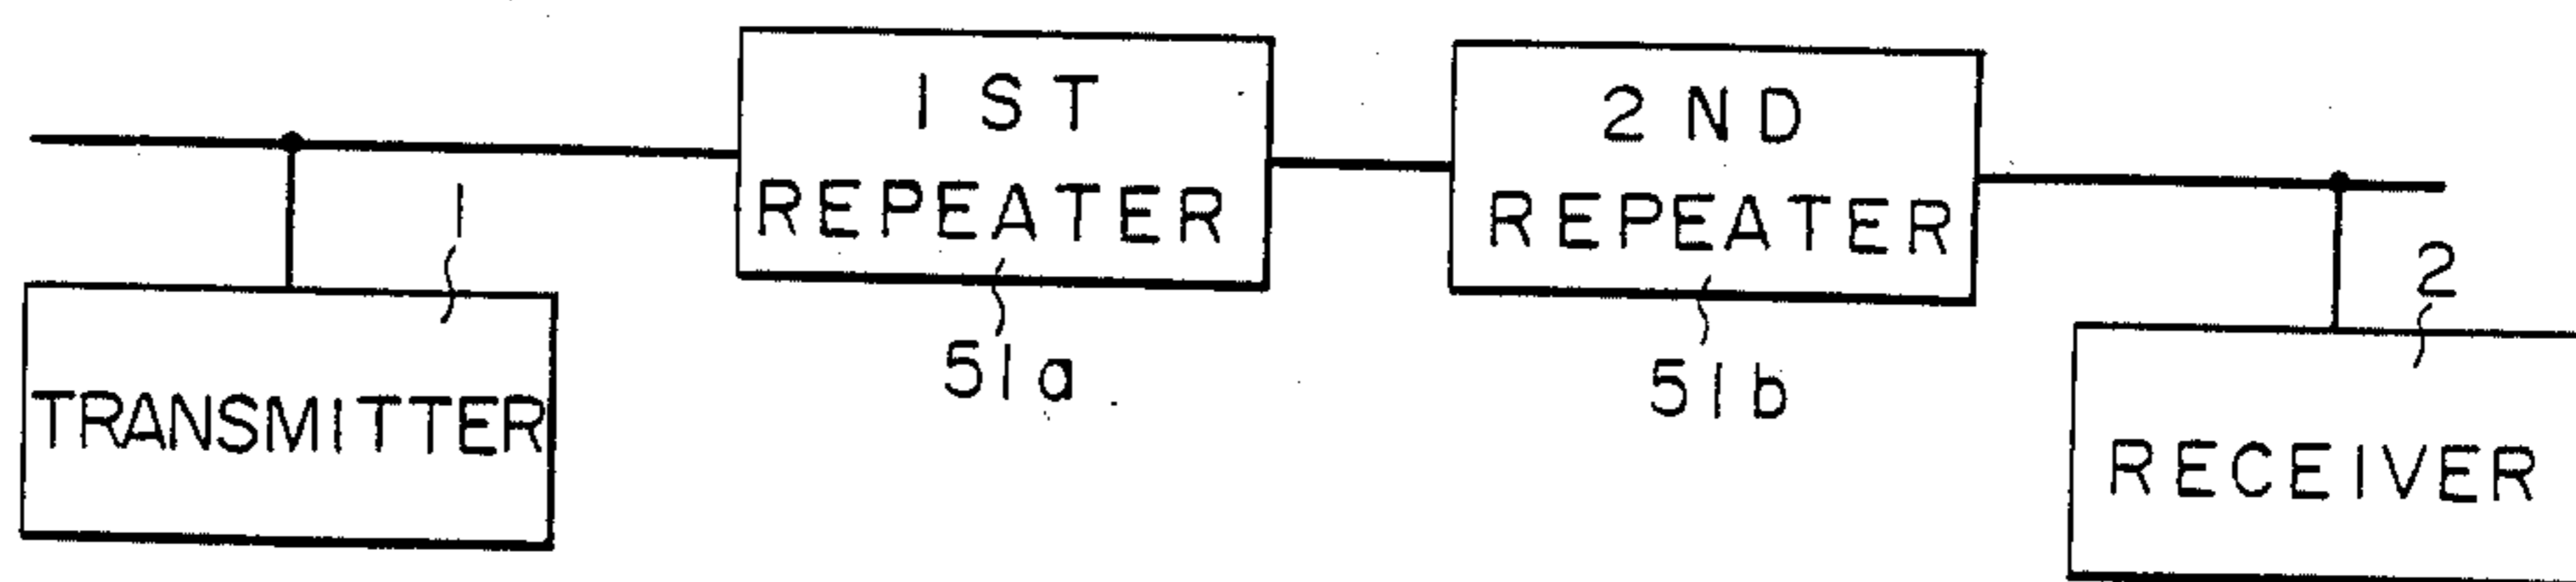 1ST
REPEATER
2ND
REPEATER
1
TRANSMITTER
51a
51b
2
RECEIVER